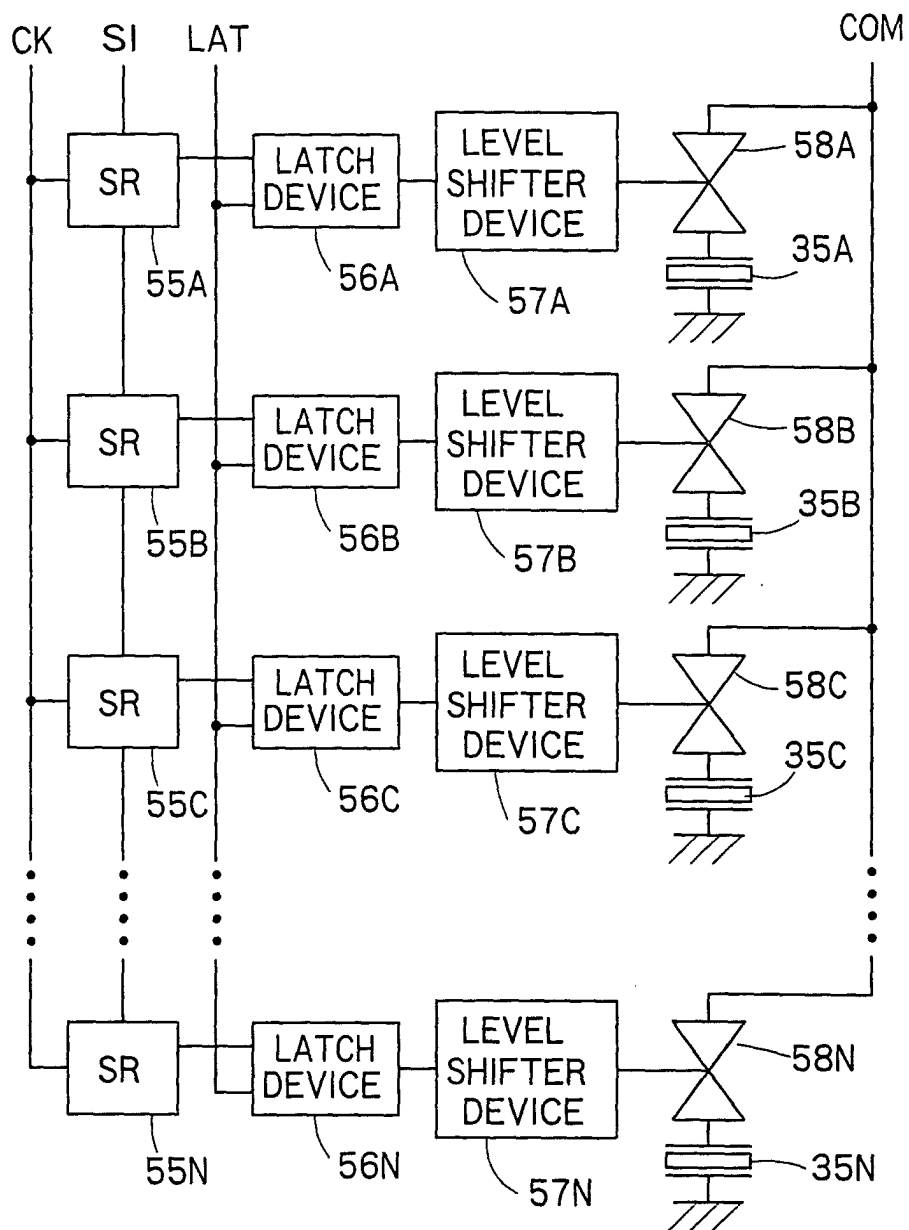 CK SI LAT COM
SR
LATCH
DEVICE
LEVEL
SHIFTER
DEVICE
58A
35A
55A
56A
57A
SR
LATCH
DEVICE
LEVEL
SHIFTER
DEVICE
58B
35B
55B
56B
57B
SR
LATCH
DEVICE
LEVEL
SHIFTER
DEVICE
58C
35C
55C
56C
57C
SR
LATCH
DEVICE
LEVEL
SHIFTER
DEVICE
58N
35N
55N
56N
57N